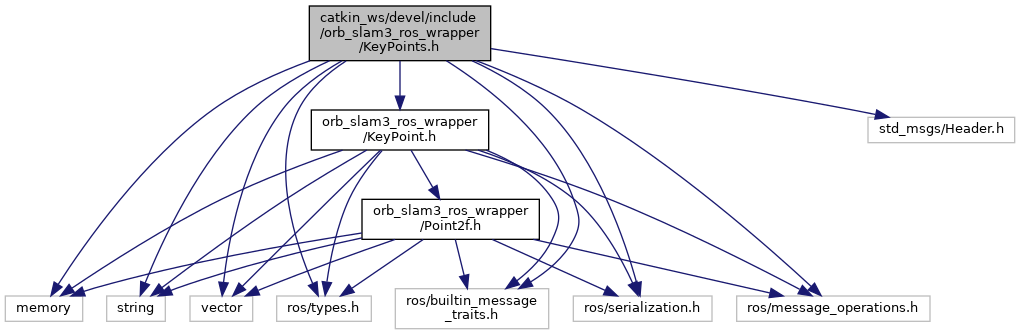 catkin_ws/devel/include
/orb_slam3_ros_wrapper
/KeyPoints.h
orb_slam3_ros_wrapper
/KeyPoint.h
std_msgs/Header.h
orb_slam3_ros_wrapper
/Point2f.h
memory
string
vector
ros/types.h
ros/builtin_message
_traits.h
ros/serialization.h
ros/message_operations.h